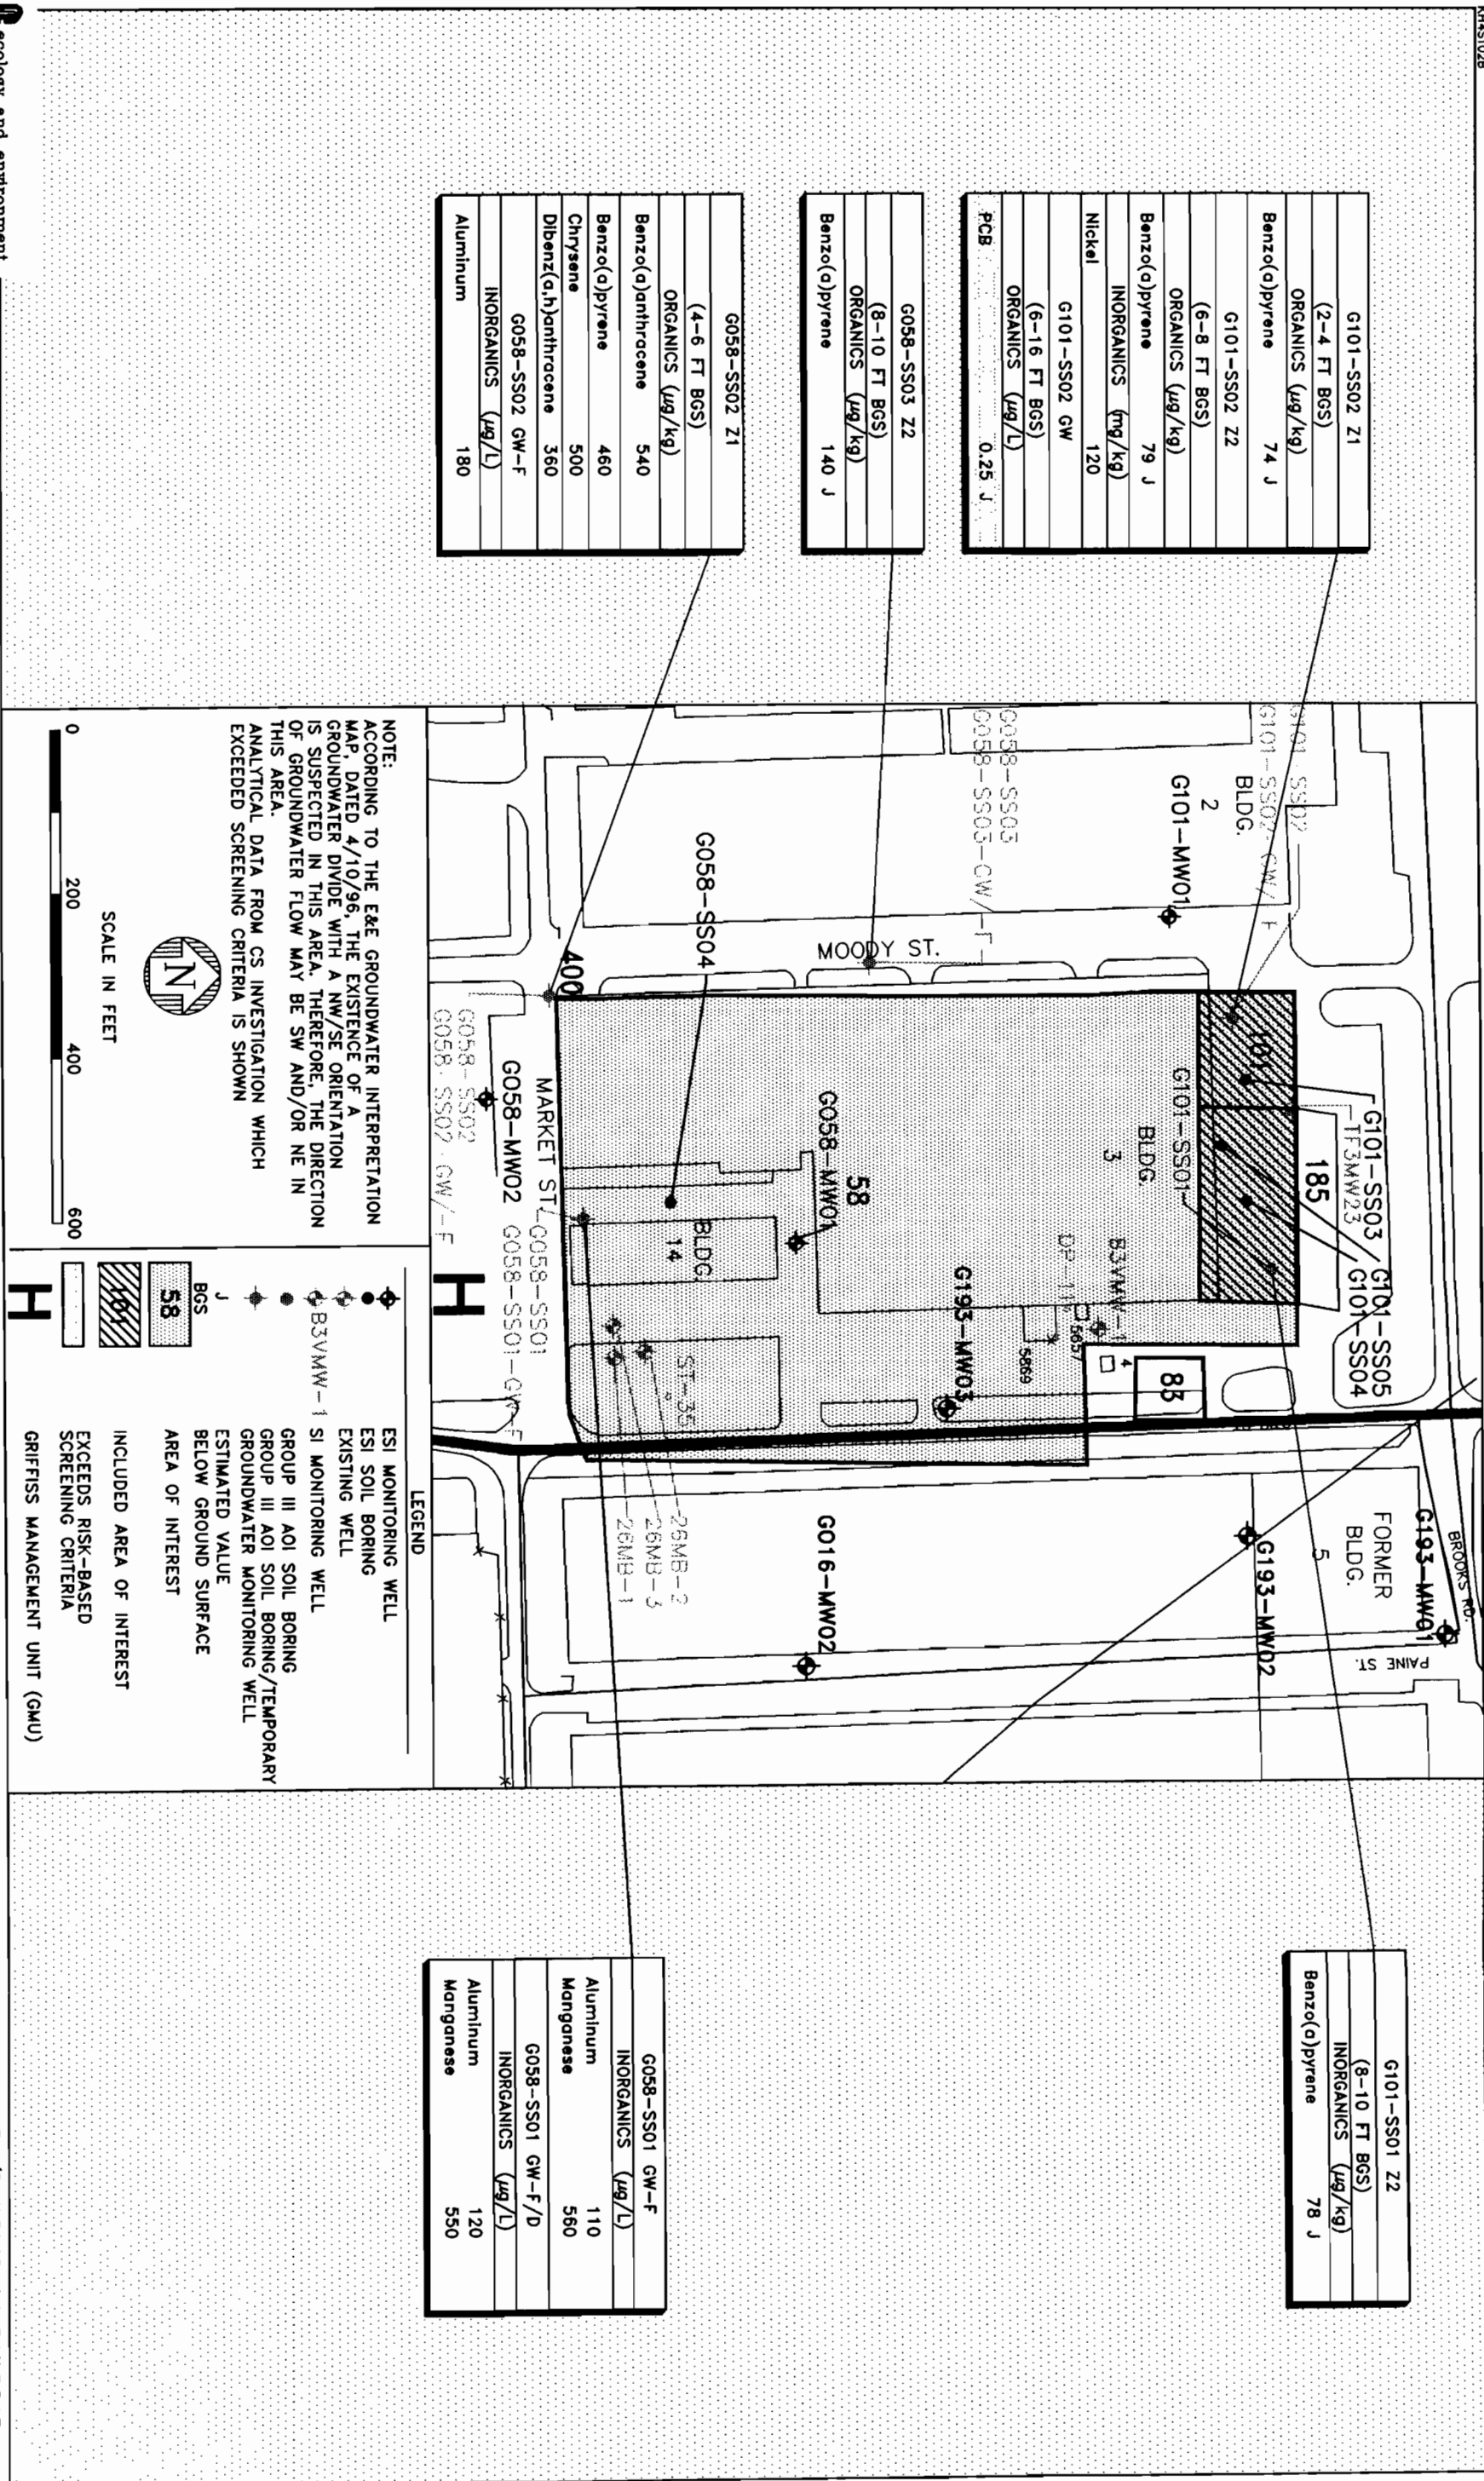 G101-SS02 Z1
(2-4 FT BGS)
ORGANICS (µg/kg)
Benzo(a)pyrene 74 J
G101-SS02 Z2
(6-8 FT BGS)
ORGANICS (µg/kg)
Benzo(a)pyrene 79 J
INORGANICS (mg/kg)
Nickel 120
G101-SS02 GW
(6-16 FT BGS)
ORGANICS (µg/L)
PCB 0.25 J
G058-SS03 Z2
(8-10 FT BGS)
ORGANICS (µg/kg)
Benzo(a)pyrene 140 J
G058-SS02 Z1
(4-6 FT BGS)
ORGANICS (µg/kg)
Benzo(a)anthracene 540
Benzo(a)pyrene 460
Chrysene 500
Dibenz(a,h)anthracene 360
G058-SS02 GW-F
INORGANICS (µg/L)
Aluminum 180
G101-SS02
G101-SS02-GW/-F
BLDG.
2
G101-MW01
G058-SS03
G058-SS03-GW/-F
MOODY ST.
G058-SS04
400
101
G101-SS03
TF3MW23
G101-SS05
G101-SS04
185
G101-SS01
BLDG.
3
B3VMW-1
DP-11
5657
4
83
5869
G193-MW03
58
G058-MW01
BLDG.
14
ST-35
MARKET ST.
G058-SS01
G058-SS01-GW-F
G058-MW02
G058-SS02
G058-SS02-GW/-F
H
26MB-2
26MB-3
26MB-1
G016-MW02
G193-MW02
FORMER
BLDG.
5
G193-MW01
BROOKS RD.
PAINE ST.
G101-SS01 Z2
(8-10 FT BGS)
INORGANICS (µg/kg)
Benzo(a)pyrene 78 J
G058-SS01 GW-F
INORGANICS (µg/L)
Aluminum 110
Manganese 560
G058-SS01 GW-F/D
INORGANICS (µg/L)
Aluminum 120
Manganese 550
NOTE:
ACCORDING TO THE E&E GROUNDWATER INTERPRETATION
MAP, DATED 4/10/96, THE EXISTENCE OF A
GROUNDWATER DIVIDE WITH A NW/SE ORIENTATION
IS SUSPECTED IN THIS AREA. THEREFORE, THE DIRECTION
OF GROUNDWATER FLOW MAY BE SW AND/OR NE IN
THIS AREA.
ANALYTICAL DATA FROM CS INVESTIGATION WHICH
EXCEEDED SCREENING CRITERIA IS SHOWN
N
SCALE IN FEET
0 200 400 600
LEGEND
ESI MONITORING WELL
ESI SOIL BORING
EXISTING WELL
B3VMW-1 SI MONITORING WELL
GROUP III AOI SOIL BORING
GROUP III AOI SOIL BORING/TEMPORARY
GROUNDWATER MONITORING WELL
J ESTIMATED VALUE
BGS BELOW GROUND SURFACE
58 AREA OF INTEREST
101 INCLUDED AREA OF INTEREST
EXCEEDS RISK-BASED
SCREENING CRITERIA
H GRIFFISS MANAGEMENT UNIT (GMU)
ecology and environment